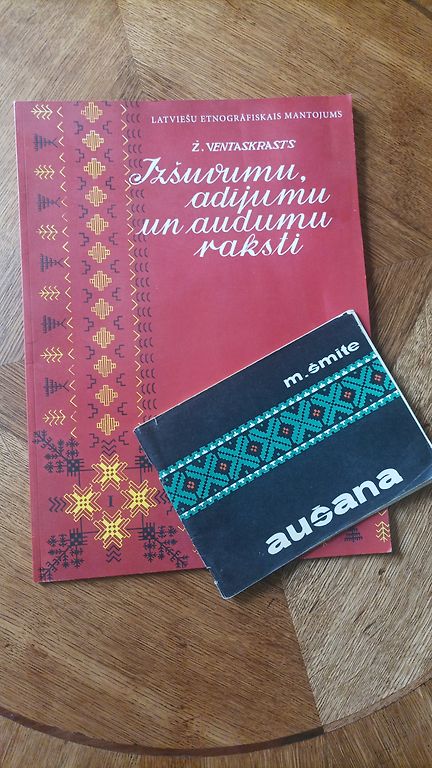 LATVIEŠU ETNOGRĀFISKAIS MANTOJUMS
Ž. VENTASKRASTS
Izšuvumu,
adījumu
un audumu
raksti
I
m. šmite
aušana